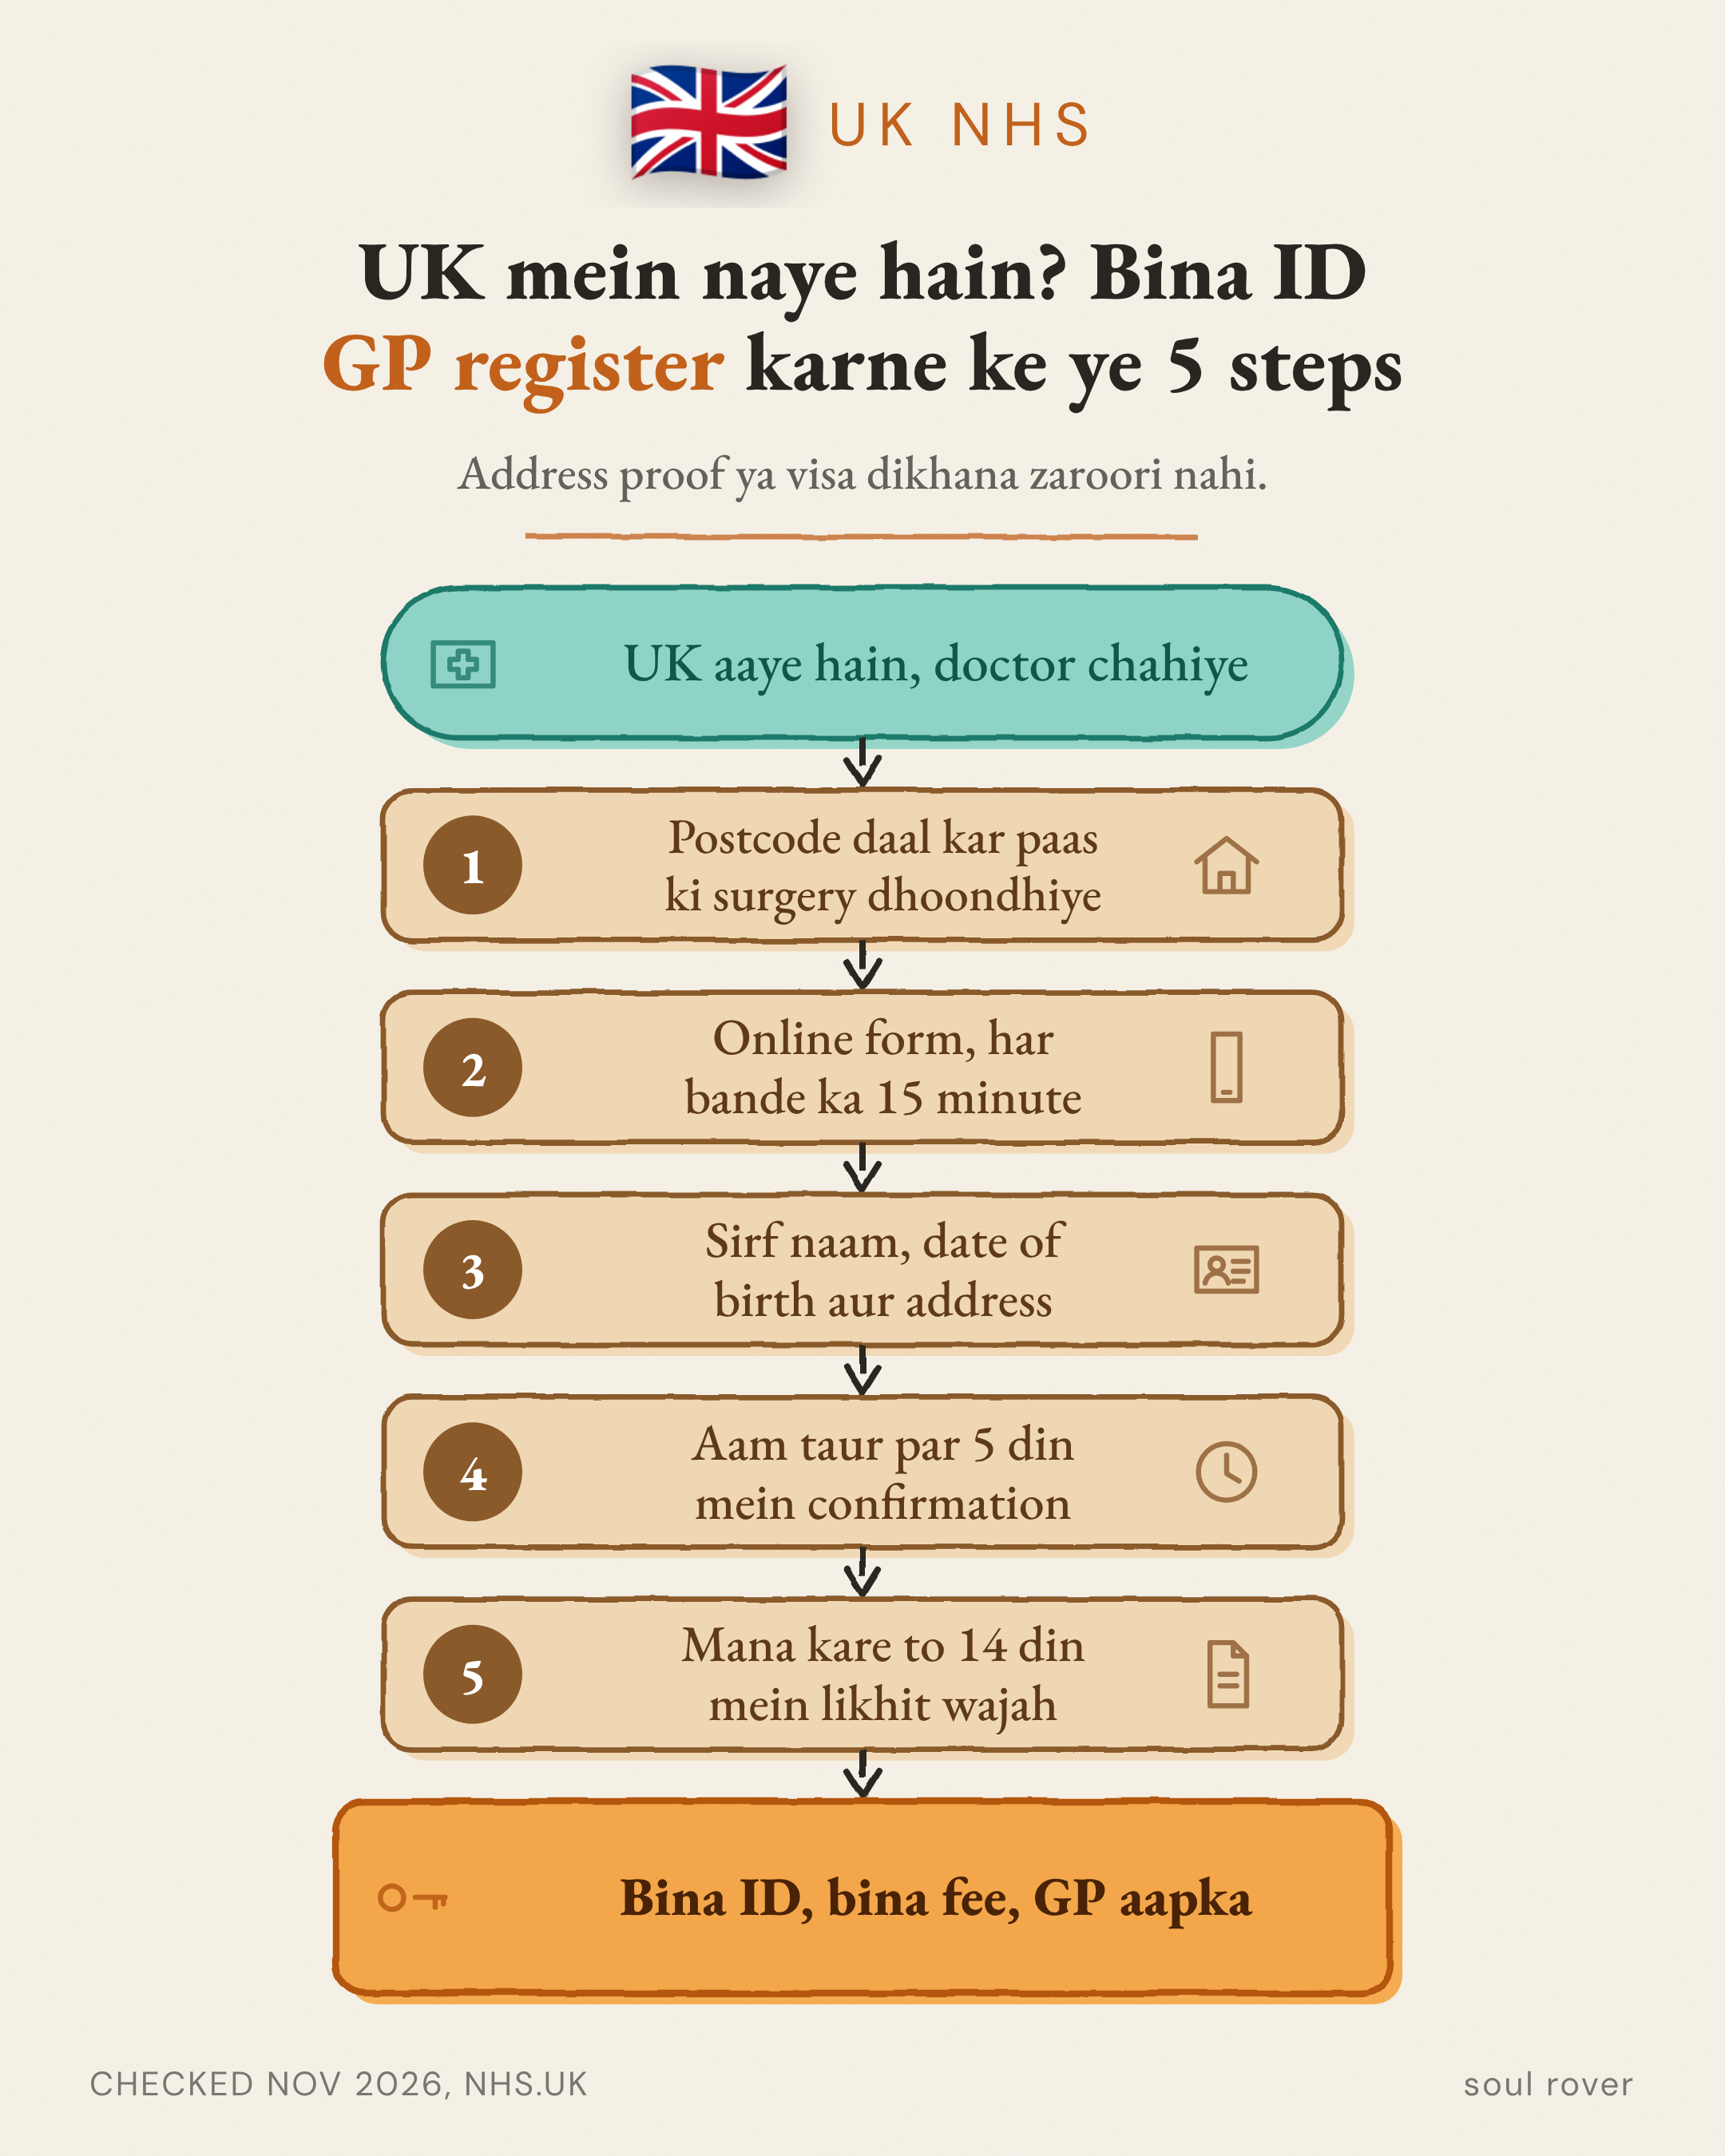 UK NHS
UK mein naye hain? Bina ID
GP register karne ke ye 5 steps
Address proof ya visa dikhana zaroori nahi.
UK aaye hain, doctor chahiye
1
Postcode daal kar paas
ki surgery dhoondhiye
2
Online form, har
bande ka 15 minute
3
Sirf naam, date of
birth aur address
4
Aam taur par 5 din
mein confirmation
5
Mana kare to 14 din
mein likhit wajah
Bina ID, bina fee, GP aapka
CHECKED NOV 2026, NHS.UK
soul rover